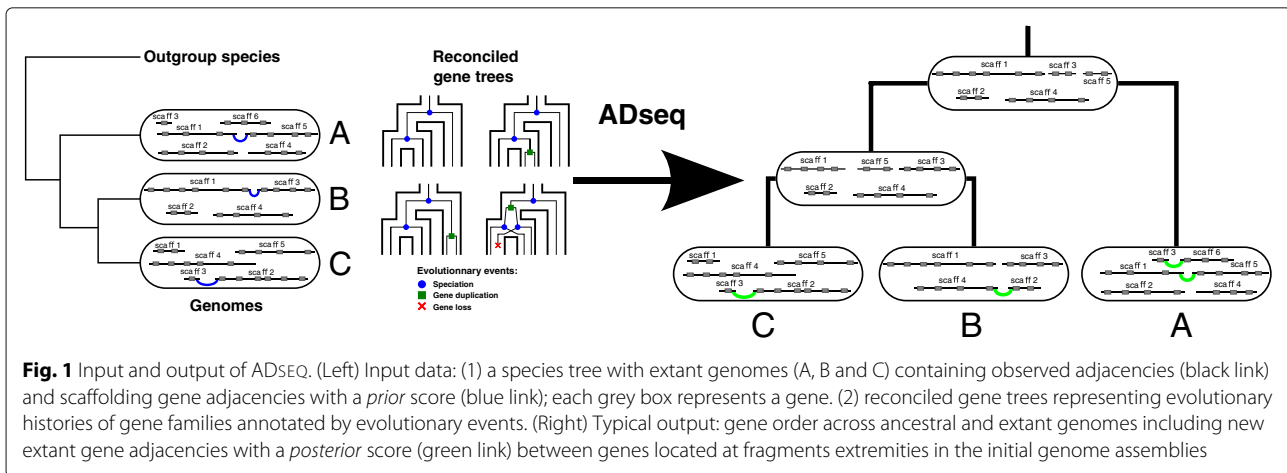 Outgroup species
Reconciled
gene trees
ADseq
scaff 3
scaff 6
scaff 1
scaff 5
scaff 2
scaff 4
A
scaff 1
scaff 3
scaff 2
scaff 4
B
scaff 1
scaff 5
scaff 4
scaff 3
scaff 2
C
Genomes
Evolutionnary events:
Speciation
Gene duplication
Gene loss
scaff 1
scaff 3
scaff 5
scaff 2
scaff 4
scaff 1
scaff 5
scaff 3
scaff 2
scaff 4
scaff 1
scaff 5
scaff 4
scaff 3
scaff 2
C
scaff 1
scaff 3
scaff 4
scaff 2
B
scaff 3
scaff 6
scaff 1
scaff 5
scaff 2
scaff 4
A
Fig. 1 Input and output of ADSEQ. (Left) Input data: (1) a species tree with extant genomes (A, B and C) containing observed adjacencies (black link)
and scaffolding gene adjacencies with a prior score (blue link); each grey box represents a gene. (2) reconciled gene trees representing evolutionary
histories of gene families annotated by evolutionary events. (Right) Typical output: gene order across ancestral and extant genomes including new
extant gene adjacencies with a posterior score (green link) between genes located at fragments extremities in the initial genome assemblies